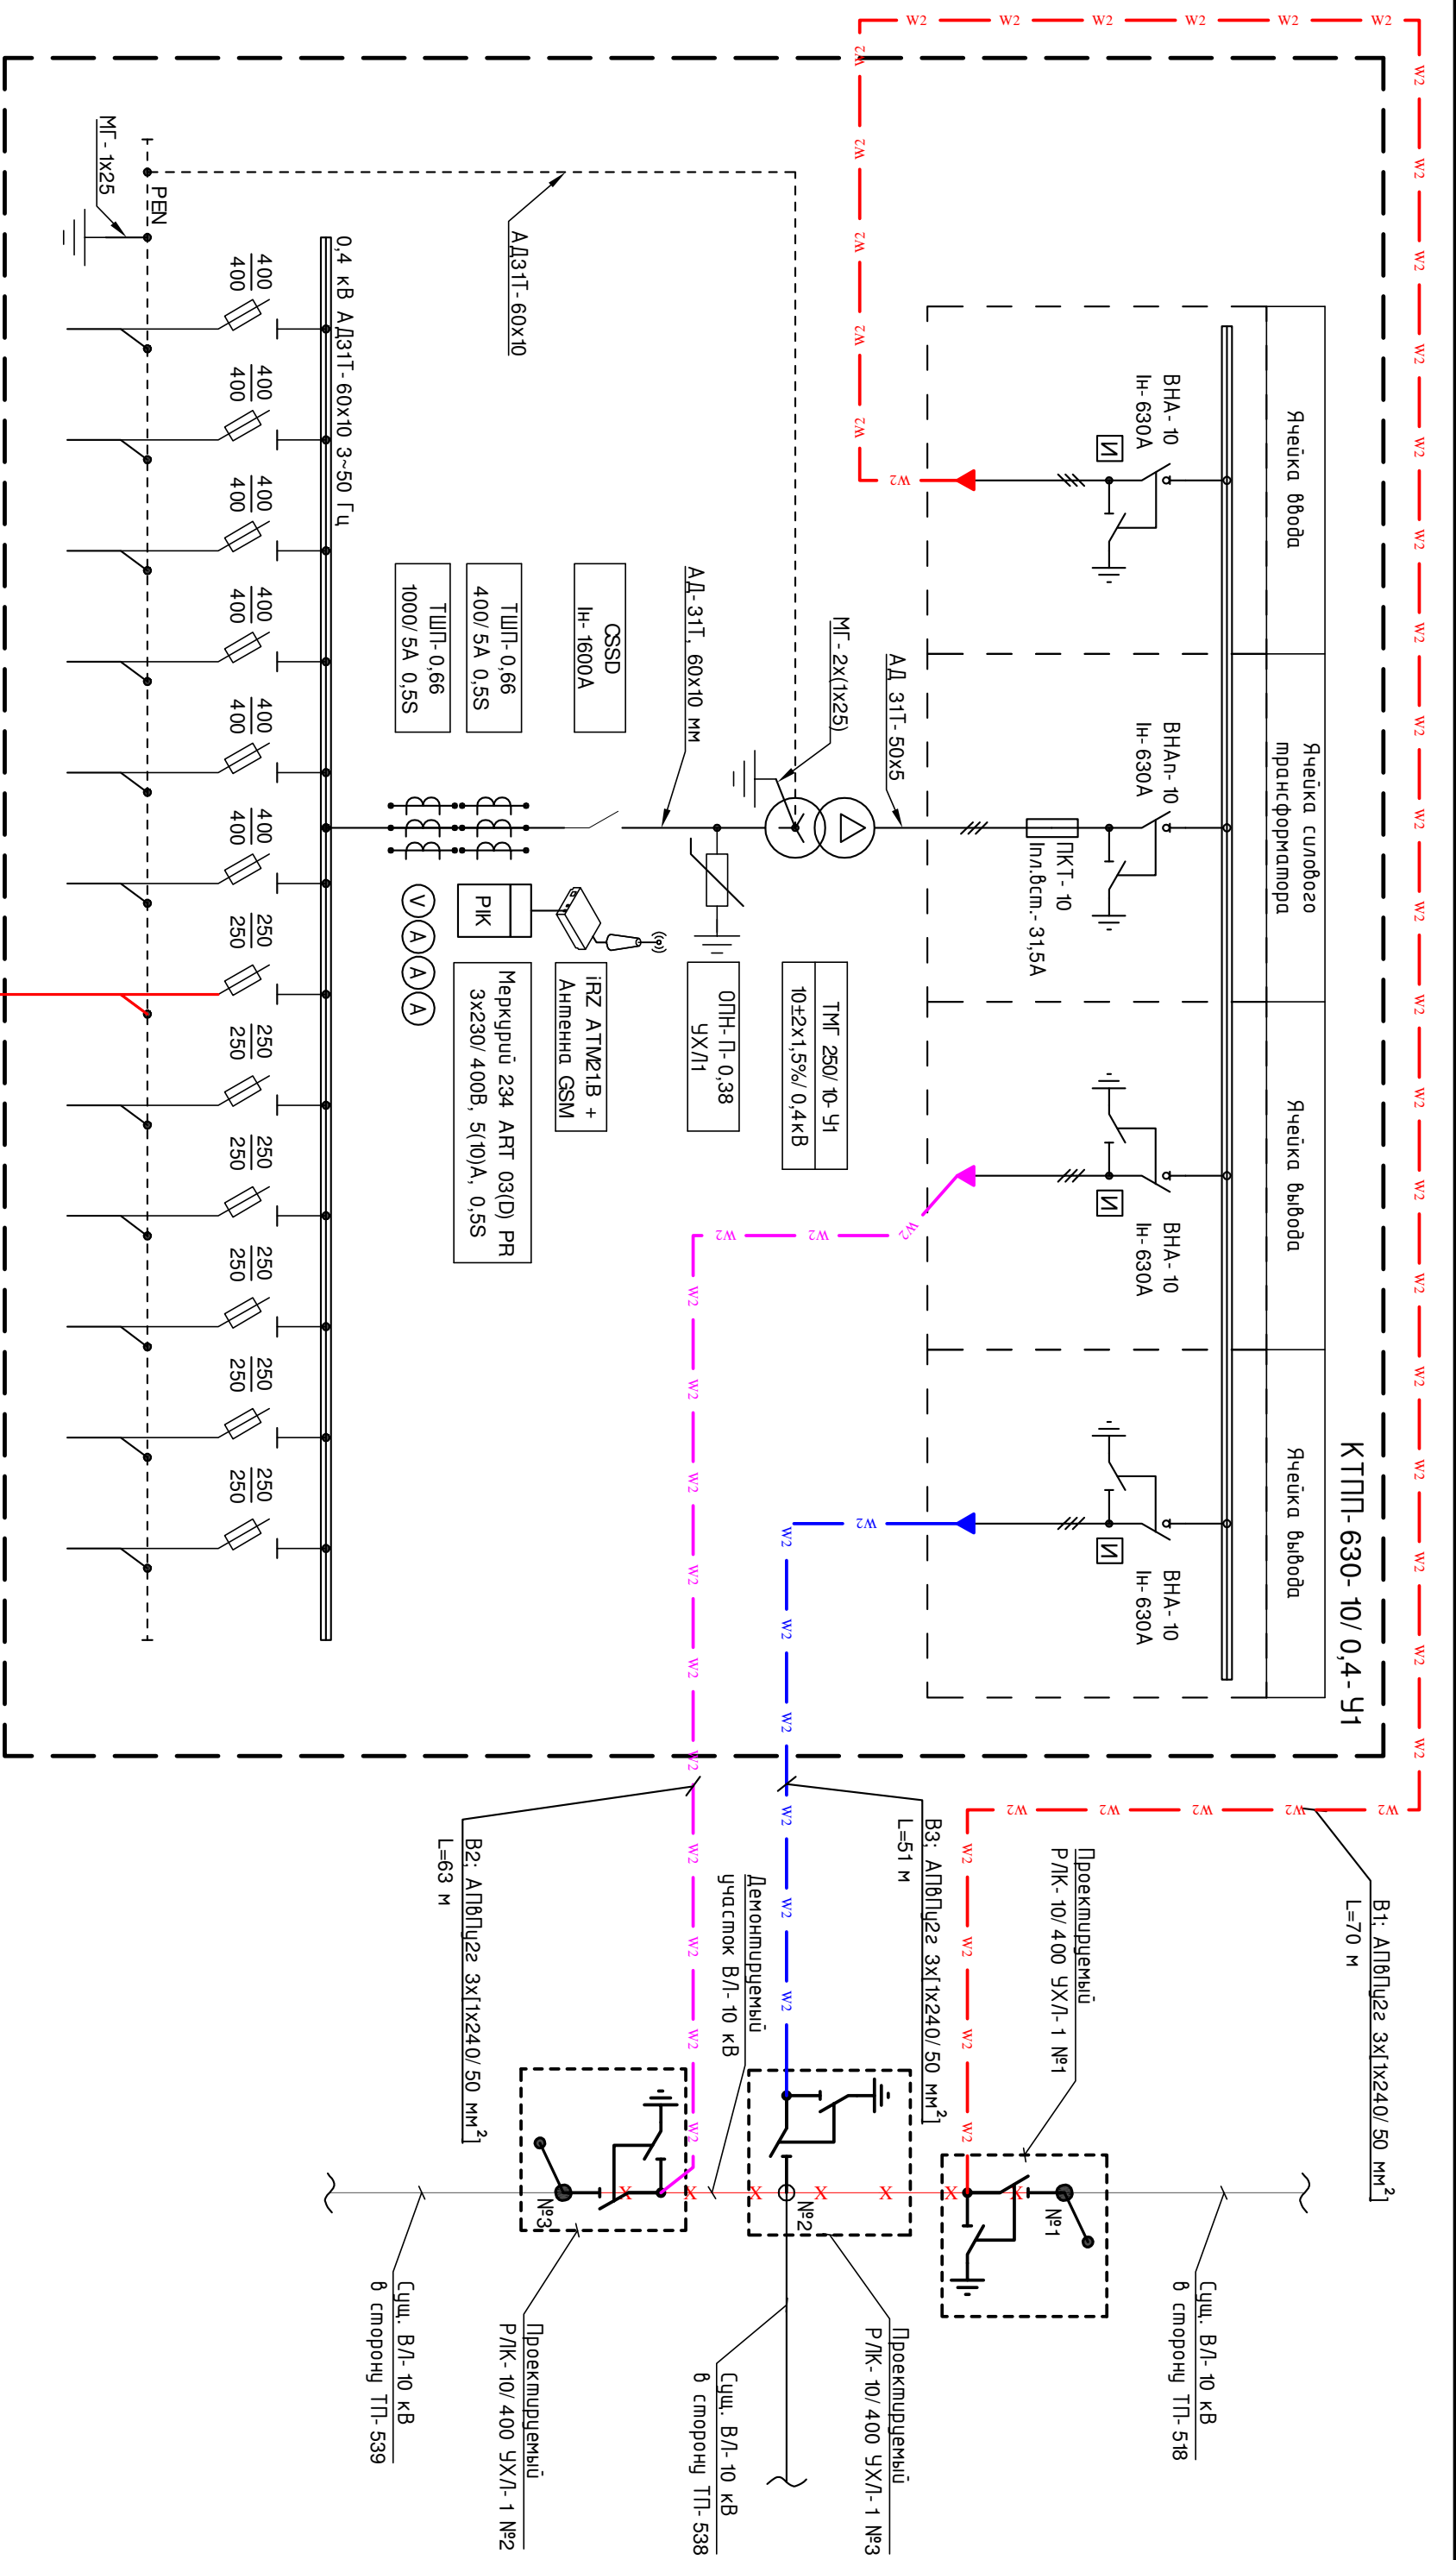 КТПП-630-10/0,4-У1
Ячейка ввода
Ячейка силового
трансформатора
Ячейка вывода
Ячейка вывода
ВНА-10
Iн-630А
И
ВНАп-10
Iн-630А
ПКТ-10
Iпл.вст.-31,5А
ВНА-10
Iн-630А
И
ВНА-10
Iн-630А
И
АД 31Т-50х5
МГ-2х(1х25)
ТМГ 250/10-У1
10±2х1,5%/0,4кВ
АД-31Т, 60х10 мм
ОПН-П-0,38
УХЛ1
CSSD
Iн-1600А
iRZ ATM21.B +
Антенна GSM
ТШП-0,66
400/5А 0,5S
ТШП-0,66
1000/5А 0,5S
PIK
Меркурий 234 ART 03(D) PR
3х230/400В, 5(10)А, 0,5S
V A A A
АД31Т-60х10
0,4 кВ АД31Т-60х10 3~50 Гц
PEN
МГ-1х25
400
400
400
400
400
400
400
400
400
400
400
400
250
250
250
250
250
250
250
250
250
250
250
250
В1; АПвПу2г 3х[1х240/50 мм²]
L=70 м
В3; АПвПу2г 3х[1х240/50 мм²]
L=51 м
В2; АПвПу2г 3х[1х240/50 мм²]
L=63 м
Проектируемый
РЛК-10/400 УХЛ-1 №1
Демонтируемый
участок ВЛ-10 кВ
№1
№2
№3
Сущ. ВЛ-10 кВ
в сторону ТП-518
Проектируемый
РЛК-10/400 УХЛ-1 №3
Сущ. ВЛ-10 кВ
в сторону ТП-538
Проектируемый
РЛК-10/400 УХЛ-1 №2
Сущ. ВЛ-10 кВ
в сторону ТП-539
W2 W2 W2 W2 W2 W2
X X X X X X X